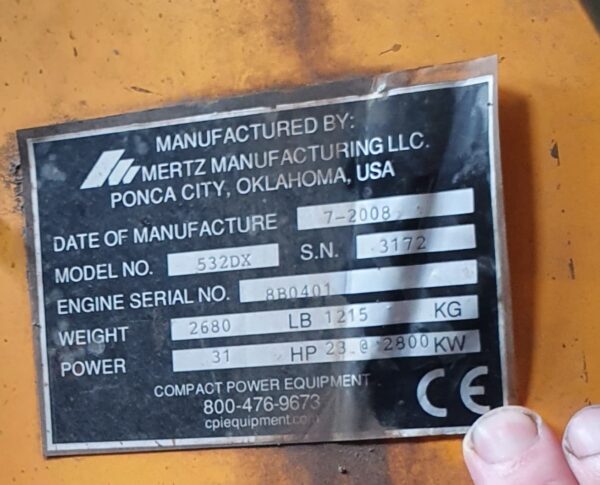 MANUFACTURED BY:
MERTZ MANUFACTURING LLC.
PONCA CITY, OKLAHOMA, USA
DATE OF MANUFACTURE 7-2008
MODEL NO. 532DX S.N. 3172
ENGINE SERIAL NO. 8B0401
WEIGHT 2680 LB 1215 KG
POWER 31 HP 23 @ 2800 KW
COMPACT POWER EQUIPMENT
800-476-9673
cpiequipment.com
CE